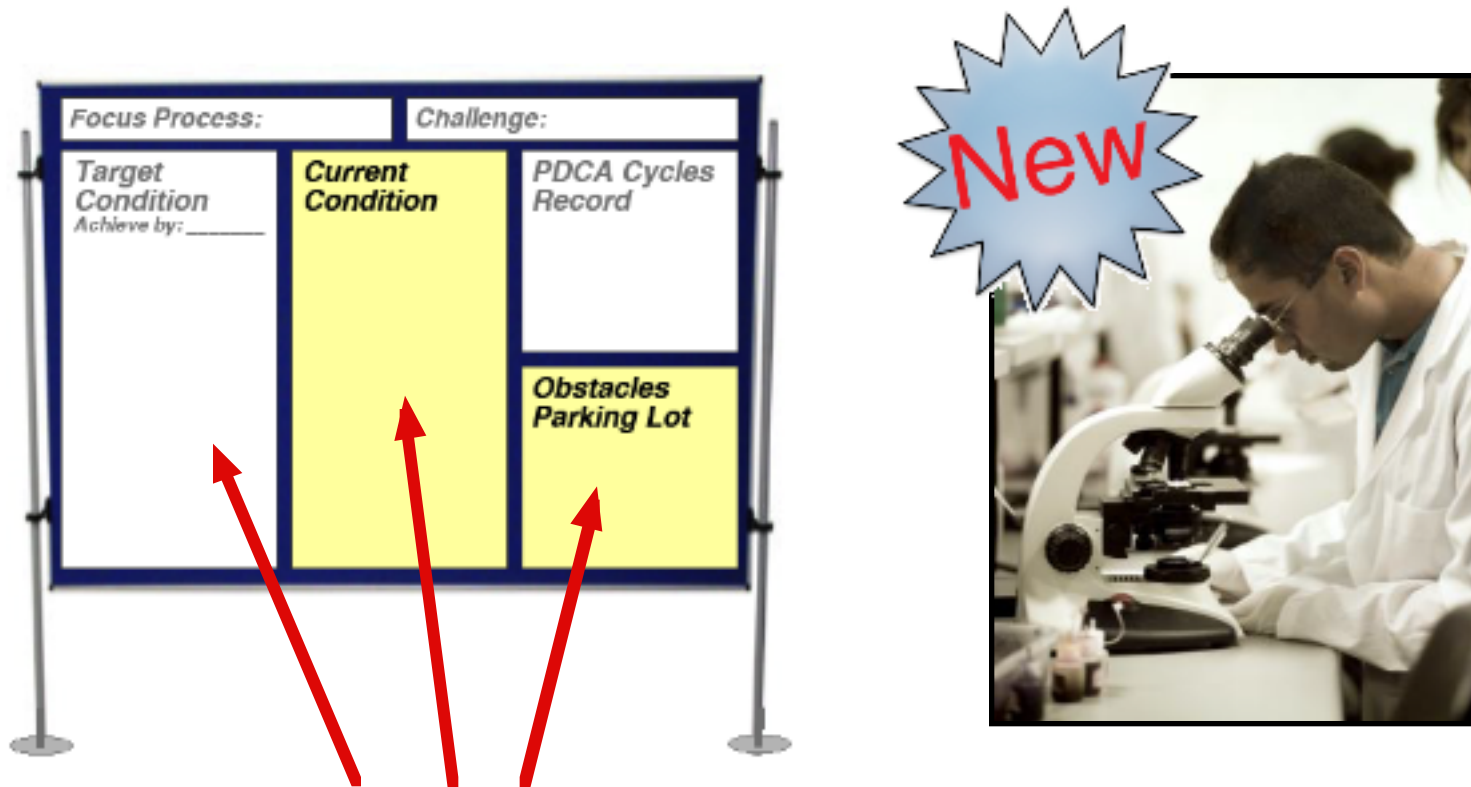 Focus Process:
Challenge:
Target
Condition
Achieve by: _______
Current
Condition
PDCA Cycles
Record
Obstacles
Parking Lot
New